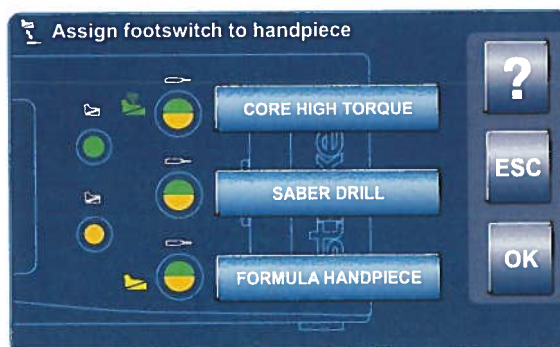 Assign footswitch to handpiece
?
CORE HIGH TORQUE
ESC
SABER DRILL
OK
FORMULA HANDPIECE